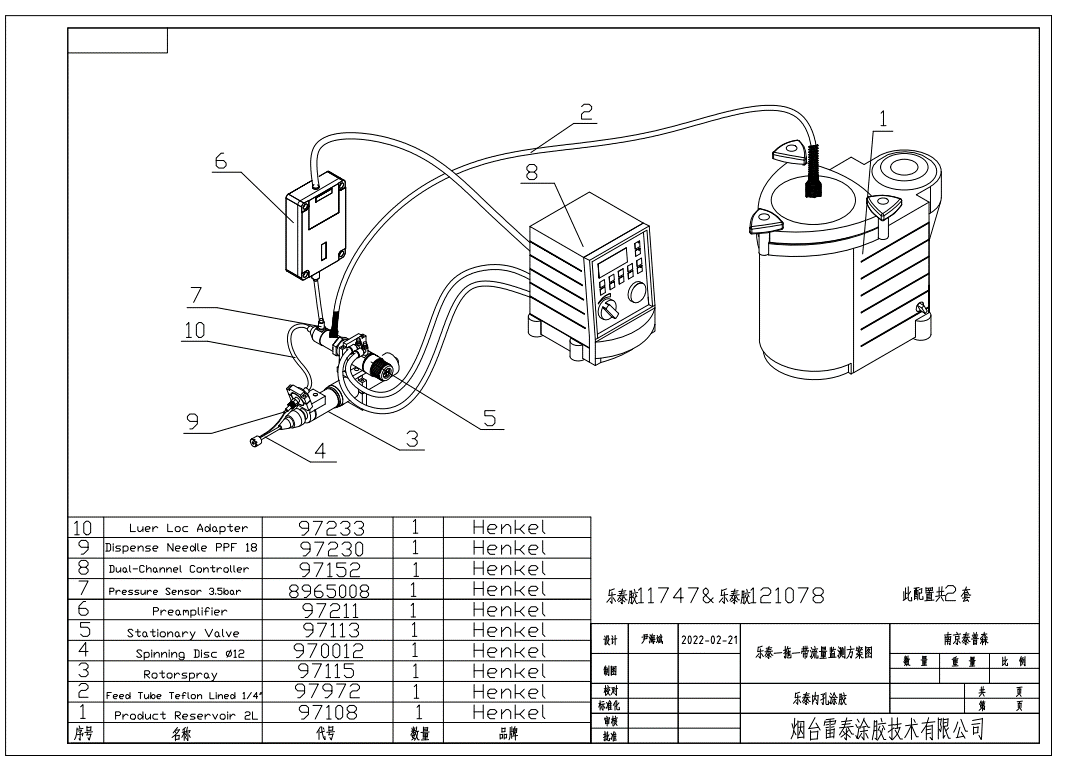 2
1
6
8
7
10
9
5
3
4
10 Luer Loc Adapter 97233 1 Henkel
9 Dispense Needle PPF 18 97230 1 Henkel
8 Dual-Channel Controller 97152 1 Henkel
7 Pressure Sensor 3.5bar 8965008 1 Henkel
6 Preamplifier 97211 1 Henkel
5 Stationary Valve 97113 1 Henkel
4 Spinning Disc Ø12 970012 1 Henkel
3 Rotorspray 97115 1 Henkel
2 Feed Tube Teflon Lined 1/4" 97972 1 Henkel
1 Product Reservoir 2L 97108 1 Henkel
序号 名称 代号 数量 品牌
乐泰胶11747&乐泰胶121078 此配置共2套
设计 尹海斌 2022-02-21
制图
校对
标准化
审核
批准
乐泰一拖一带流量监测方案图
乐泰内孔涂胶
南京泰普森
数量 重量 比例
共 页
第 页
烟台雷泰涂胶技术有限公司